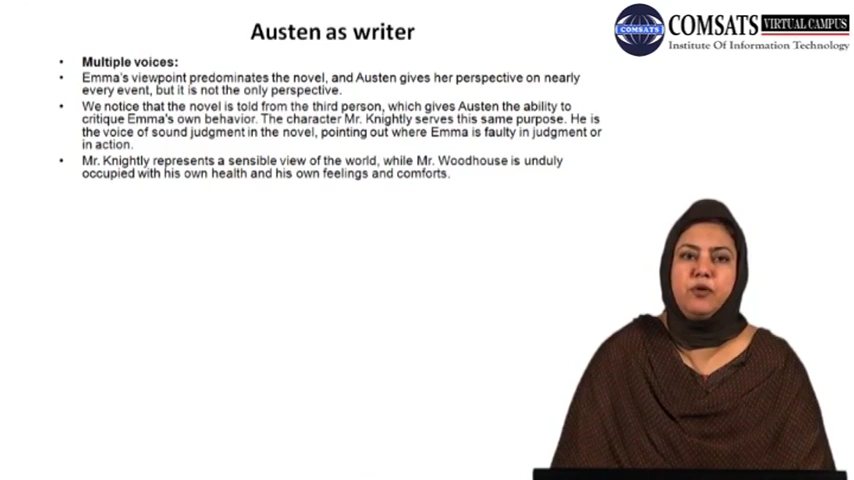 Austen as writer
COMSATS VIRTUAL CAMPUS
Institute Of Information Technology
COMSATS
• Multiple voices:
• Emma's viewpoint predominates the novel, and Austen gives her perspective on nearly
every event, but it is not the only perspective.
• We notice that the novel is told from the third person, which gives Austen the ability to
critique Emma's own behavior. The character Mr. Knightly serves this same purpose. He is
the voice of sound judgment in the novel, pointing out where Emma is faulty in judgment or
in action.
• Mr. Knightly represents a sensible view of the world, while Mr. Woodhouse is unduly
occupied with his own health and his own feelings and comforts.